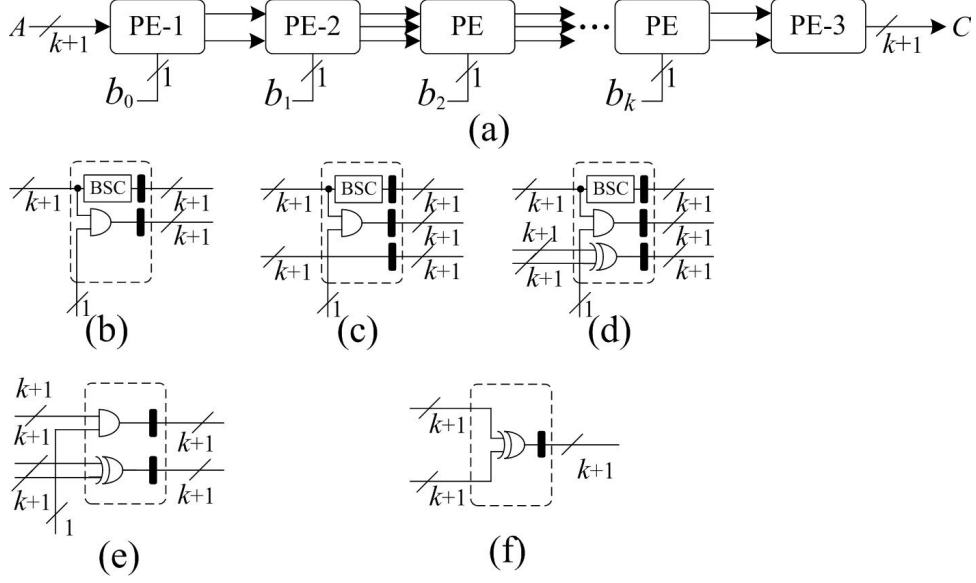 A k+1 PE-1 PE-2 PE PE PE-3 k+1 C
1 1 1 1
b0 b1 b2 bk
(a)
BSC BSC BSC
k+1 k+1 k+1 k+1 k+1 k+1
k+1 k+1 k+1 k+1
k+1 k+1 k+1 k+1
1 1 1
(b) (c) (d)
k+1
k+1 k+1 k+1
k+1 k+1 k+1 k+1
1
(e) (f)